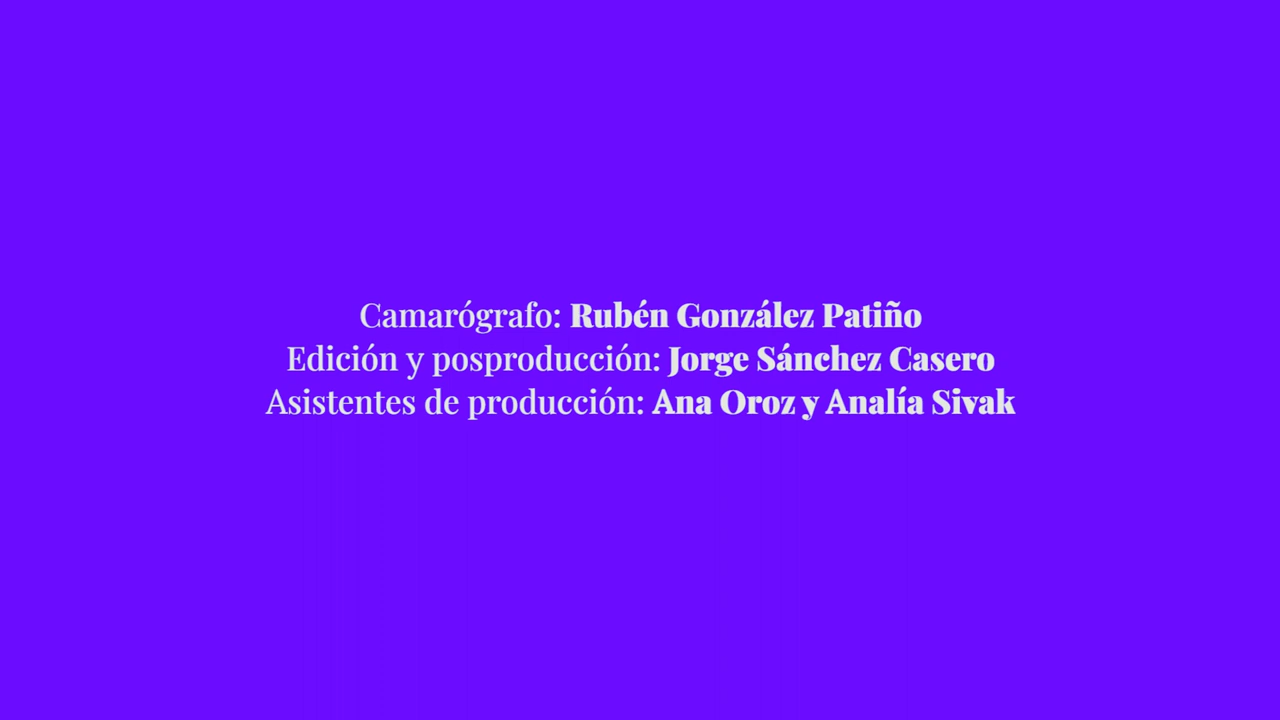 Camarógrafo: Rubén González Patiño
Edición y posproducción: Jorge Sánchez Casero
Asistentes de producción: Ana Oroz y Analía Sivak